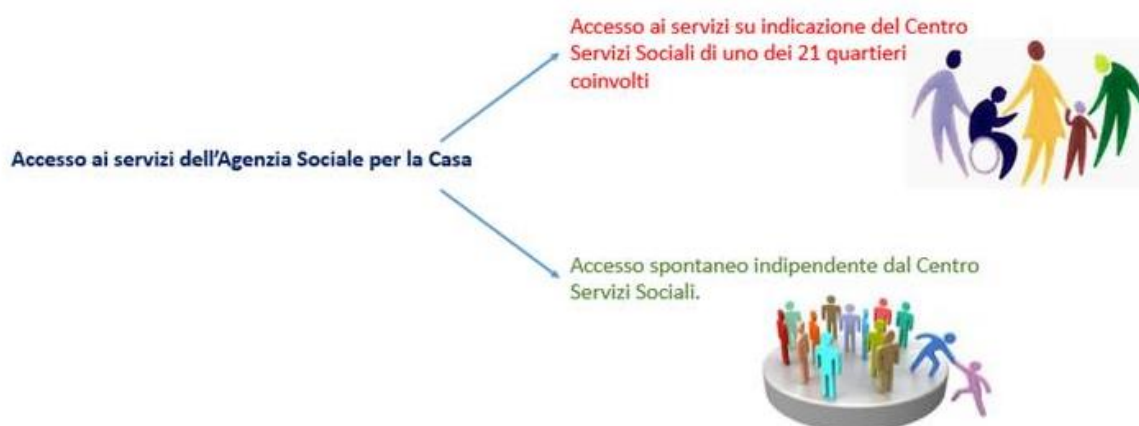 Accesso ai servizi su indicazione del Centro
Servizi Sociali di uno dei 21 quartieri
coinvolti
Accesso ai servizi dell'Agenzia Sociale per la Casa
Accesso spontaneo indipendente dal Centro
Servizi Sociali.